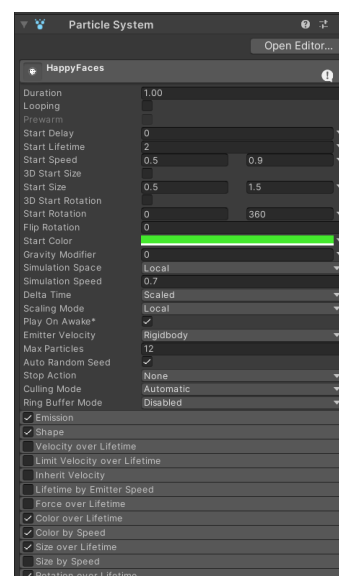 Particle System
Open Editor...
HappyFaces
Duration 1.00
Looping
Prewarm
Start Delay 0
Start Lifetime 2
Start Speed 0.5 0.9
3D Start Size
Start Size 0.5 1.5
3D Start Rotation
Start Rotation 0 360
Flip Rotation 0
Start Color
Gravity Modifier 0
Simulation Space Local
Simulation Speed 0.7
Delta Time Scaled
Scaling Mode Local
Play On Awake*
Emitter Velocity Rigidbody
Max Particles 12
Auto Random Seed
Stop Action None
Culling Mode Automatic
Ring Buffer Mode Disabled
Emission
Shape
Velocity over Lifetime
Limit Velocity over Lifetime
Inherit Velocity
Lifetime by Emitter Speed
Force over Lifetime
Color over Lifetime
Color by Speed
Size over Lifetime
Size by Speed
Rotation over Lifetime